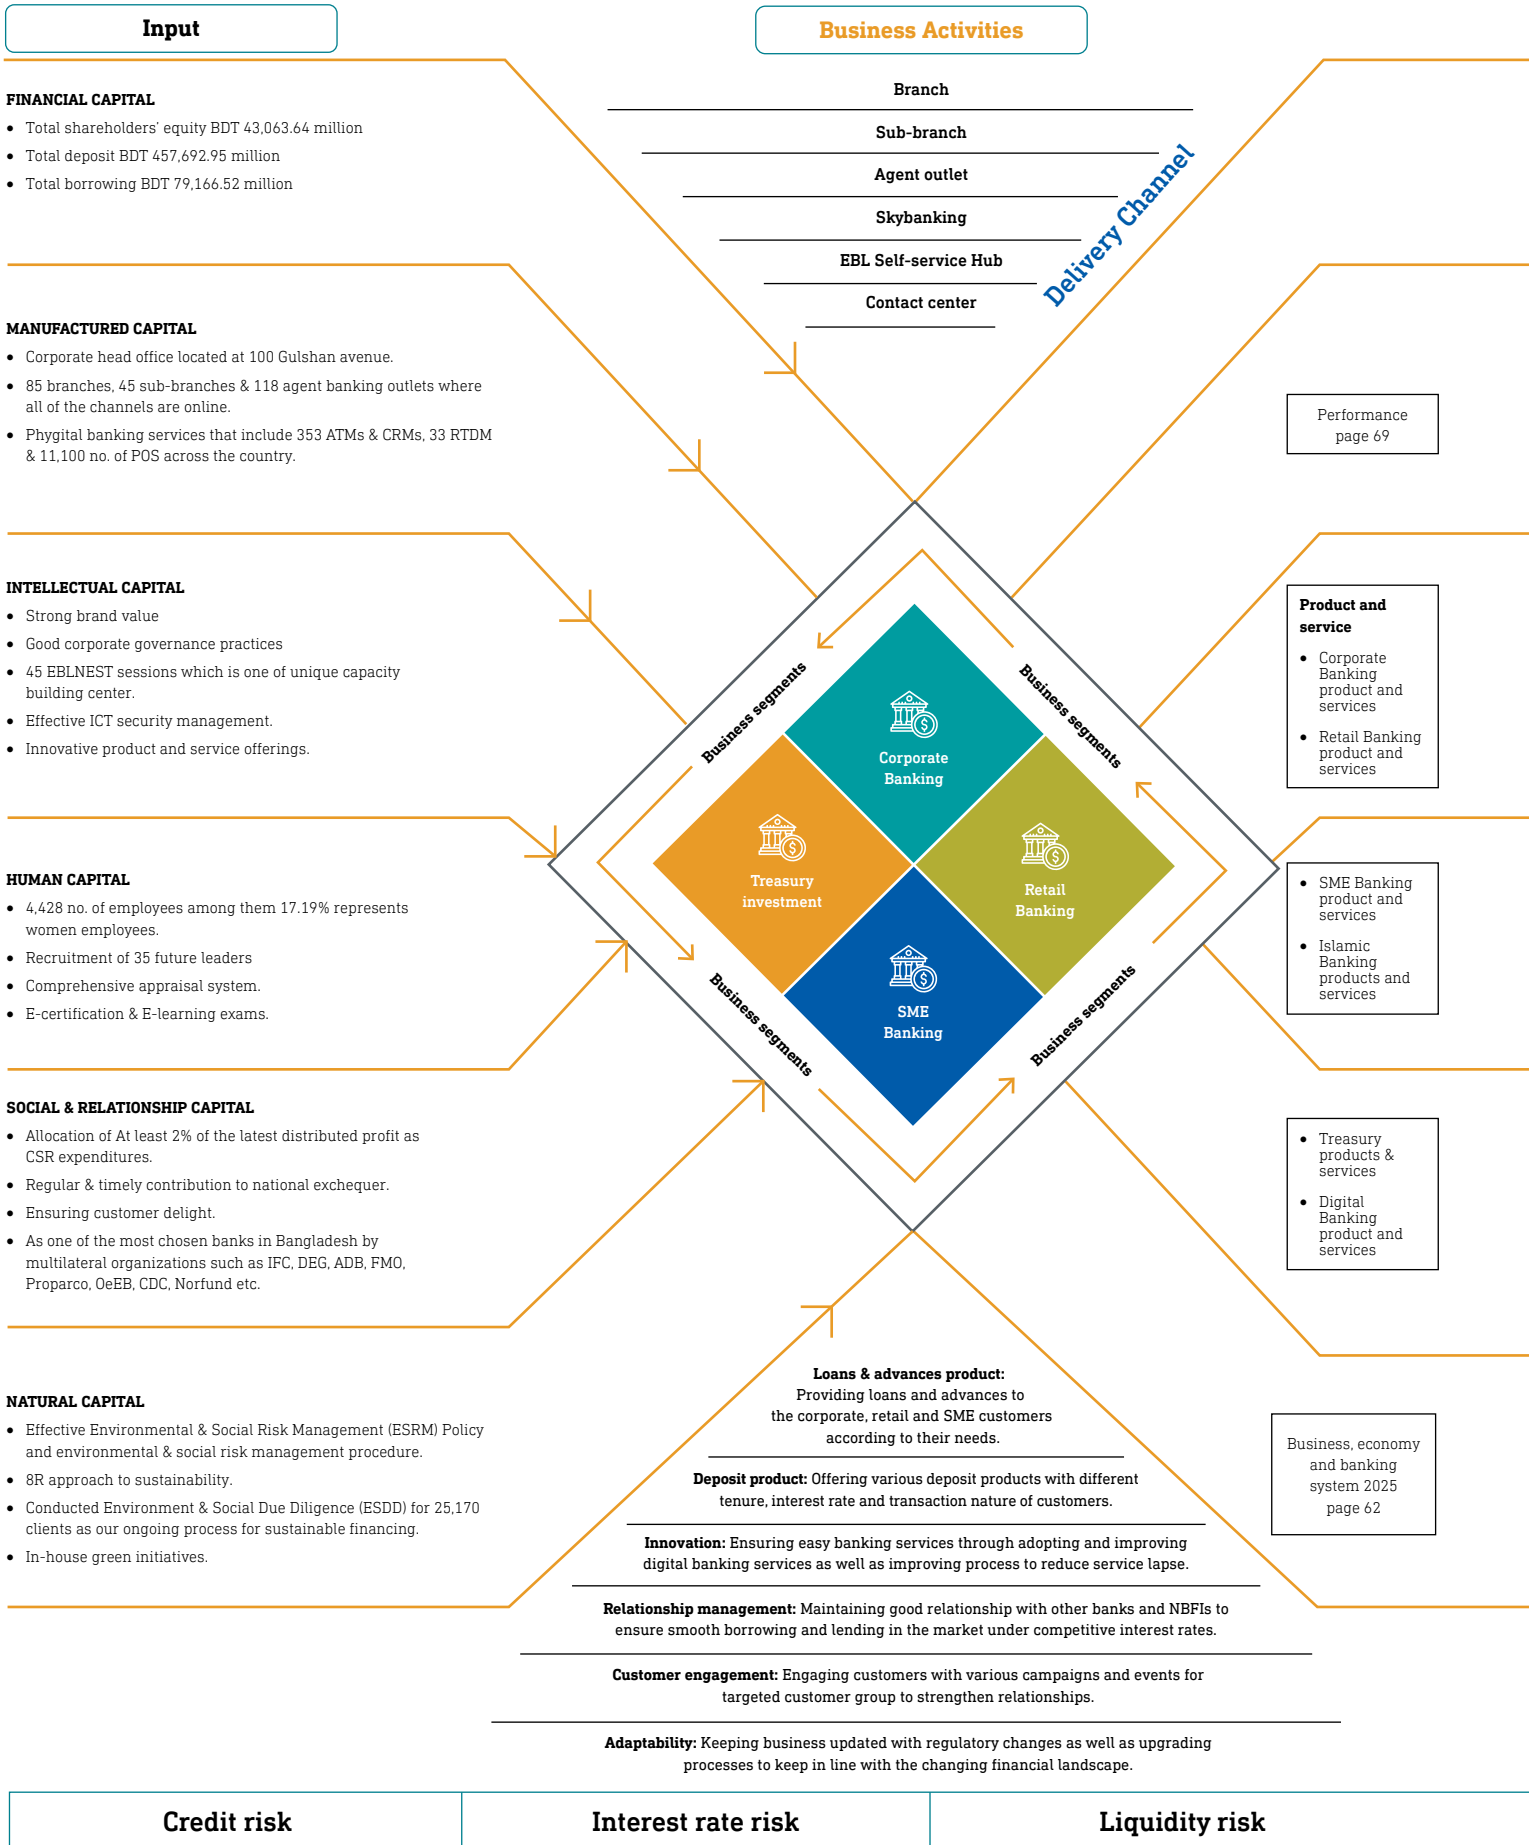 Input
Business Activities
FINANCIAL CAPITAL
• Total shareholders' equity BDT 43,063.64 million
• Total deposit BDT 457,692.95 million
• Total borrowing BDT 79,166.52 million
MANUFACTURED CAPITAL
• Corporate head office located at 100 Gulshan avenue.
• 85 branches, 45 sub-branches & 118 agent banking outlets where
all of the channels are online.
• Phygital banking services that include 353 ATMs & CRMs, 33 RTDM
& 11,100 no. of POS across the country.
INTELLECTUAL CAPITAL
• Strong brand value
• Good corporate governance practices
• 45 EBLNEST sessions which is one of unique capacity
building center.
• Effective ICT security management.
• Innovative product and service offerings.
HUMAN CAPITAL
• 4,428 no. of employees among them 17.19% represents
women employees.
• Recruitment of 35 future leaders
• Comprehensive appraisal system.
• E-certification & E-learning exams.
SOCIAL & RELATIONSHIP CAPITAL
• Allocation of At least 2% of the latest distributed profit as
CSR expenditures.
• Regular & timely contribution to national exchequer.
• Ensuring customer delight.
• As one of the most chosen banks in Bangladesh by
multilateral organizations such as IFC, DEG, ADB, FMO,
Proparco, OeEB, CDC, Norfund etc.
NATURAL CAPITAL
• Effective Environmental & Social Risk Management (ESRM) Policy
and environmental & social risk management procedure.
• 8R approach to sustainability.
• Conducted Environment & Social Due Diligence (ESDD) for 25,170
clients as our ongoing process for sustainable financing.
• In-house green initiatives.
Branch
Sub-branch
Agent outlet
Skybanking
EBL Self-service Hub
Contact center
Delivery Channel
Business segments
Business segments
Corporate
Banking
Treasury
investment
Retail
Banking
SME
Banking
Business segments
Business segments
Loans & advances product:
Providing loans and advances to
the corporate, retail and SME customers
according to their needs.
Deposit product: Offering various deposit products with different
tenure, interest rate and transaction nature of customers.
Innovation: Ensuring easy banking services through adopting and improving
digital banking services as well as improving process to reduce service lapse.
Relationship management: Maintaining good relationship with other banks and NBFIs to
ensure smooth borrowing and lending in the market under competitive interest rates.
Customer engagement: Engaging customers with various campaigns and events for
targeted customer group to strengthen relationships.
Adaptability: Keeping business updated with regulatory changes as well as upgrading
processes to keep in line with the changing financial landscape.
Performance
page 69
Product and
service
• Corporate
Banking
product and
services
• Retail Banking
product and
services
• SME Banking
product and
services
• Islamic
Banking
products and
services
• Treasury
products &
services
• Digital
Banking
product and
services
Business, economy
and banking
system 2025
page 62
Credit risk
Interest rate risk
Liquidity risk